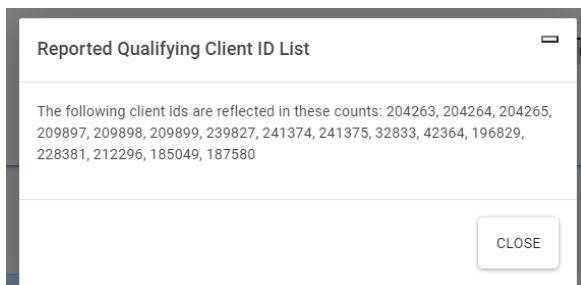 Reported Qualifying Client ID List
The following client ids are reflected in these counts: 204263, 204264, 204265,
209897, 209898, 209899, 239827, 241374, 241375, 32833, 42364, 196829,
228381, 212296, 185049, 187580
CLOSE